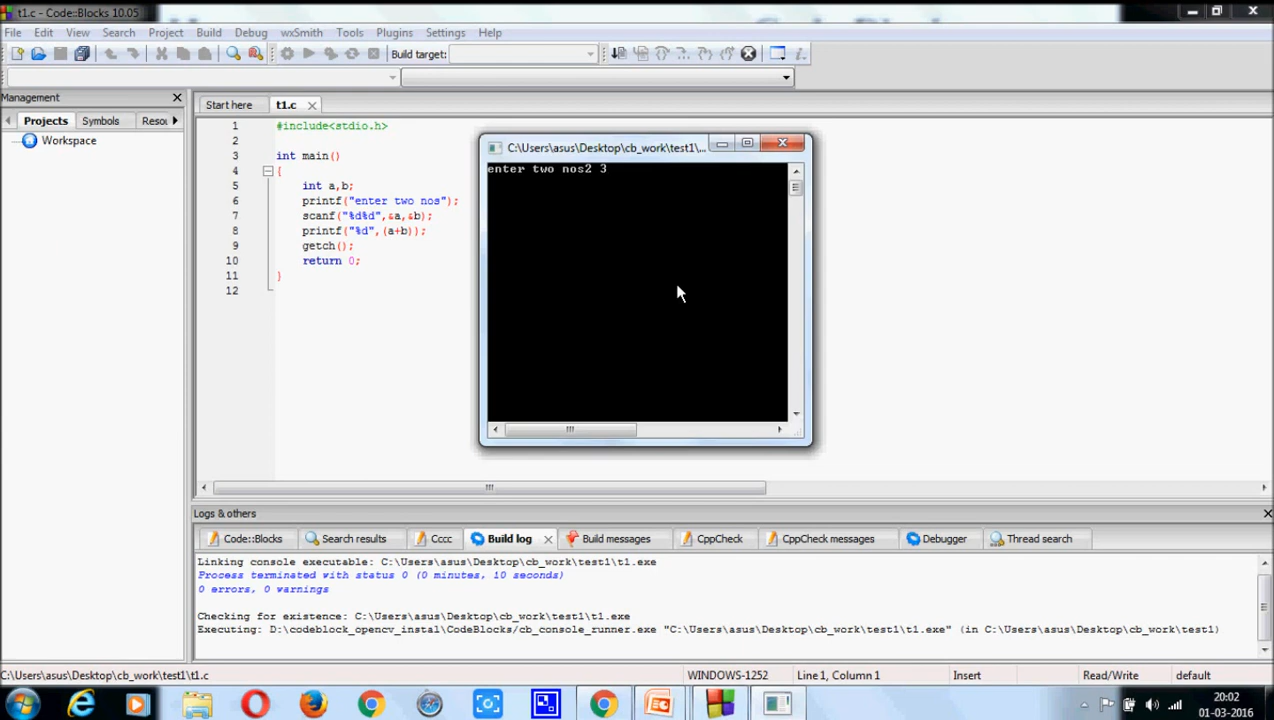 t1.c - Code::Blocks 10.05
File Edit View Search Project Build Debug wxSmith Tools Plugins Settings Help
Build target:
Management
Projects Symbols Resou
Workspace
Start here t1.c
1 #include<stdio.h>
2
3 int main()
4 {
5 int a,b;
6 printf("enter two nos");
7 scanf("%d%d",&a,&b);
8 printf("%d",(a+b));
9 getch();
10 return 0;
11 }
12
C:\Users\asus\Desktop\cb_work\test1\...
enter two nos2 3
Logs & others
Code::Blocks Search results Cccc Build log Build messages CppCheck CppCheck messages Debugger Thread search
Linking console executable: C:\Users\asus\Desktop\cb_work\test1\t1.exe
Process terminated with status 0 (0 minutes, 10 seconds)
0 errors, 0 warnings
Checking for existence: C:\Users\asus\Desktop\cb_work\test1\t1.exe
Executing: D:\codeblock_opencv_instal\CodeBlocks/cb_console_runner.exe "C:\Users\asus\Desktop\cb_work\test1\t1.exe" (in C:\Users\asus\Desktop\cb_work\test1)
C:\Users\asus\Desktop\cb_work\test1\t1.c WINDOWS-1252 Line 1, Column 1 Insert Read/Write default
20:02
01-03-2016